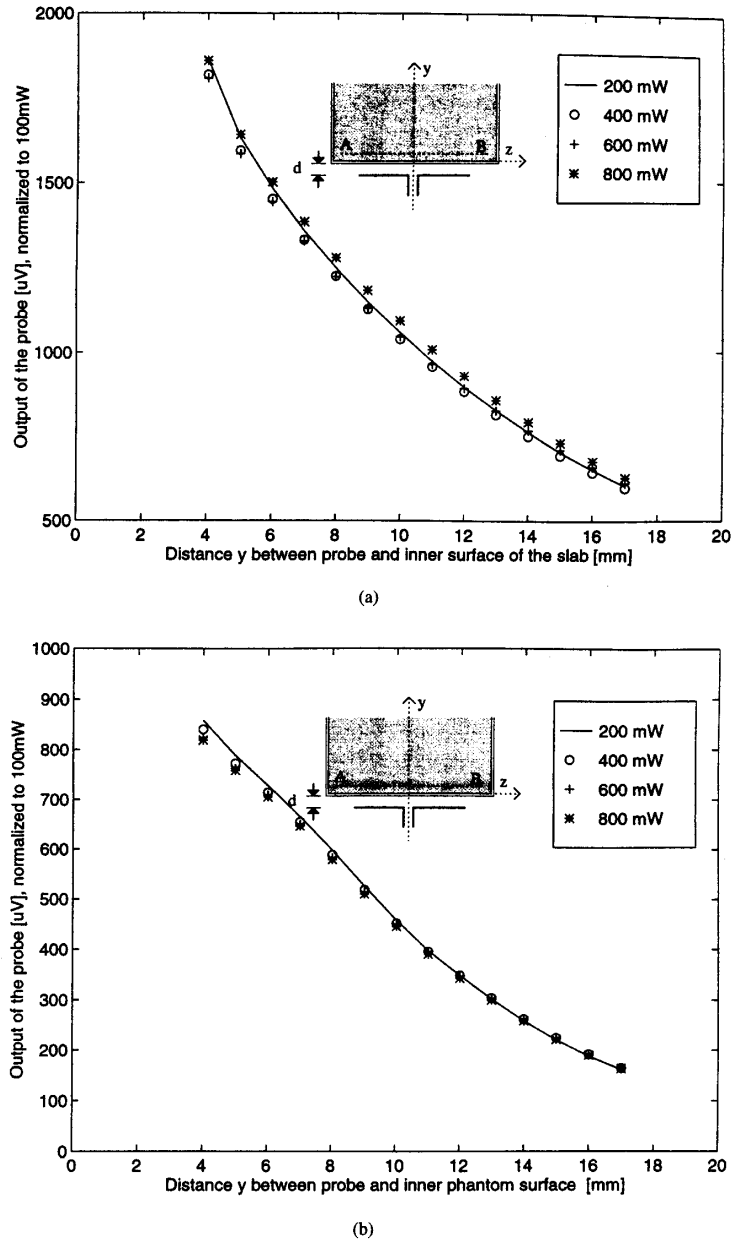 2000
1500
1000
500
0 2 4 6 8 10 12 14 16 18 20
Output of the probe [uV], normalized to 100mW
Distance y between probe and inner surface of the slab [mm]
y
A B z
d
200 mW
400 mW
600 mW
800 mW
(a)
1000
900
800
700
600
500
400
300
200
100
0
0 2 4 6 8 10 12 14 16 18 20
Output of the probe [uV], normalized to 100mW
Distance y between probe and inner phantom surface [mm]
y
A B z
d
200 mW
400 mW
600 mW
800 mW
(b)